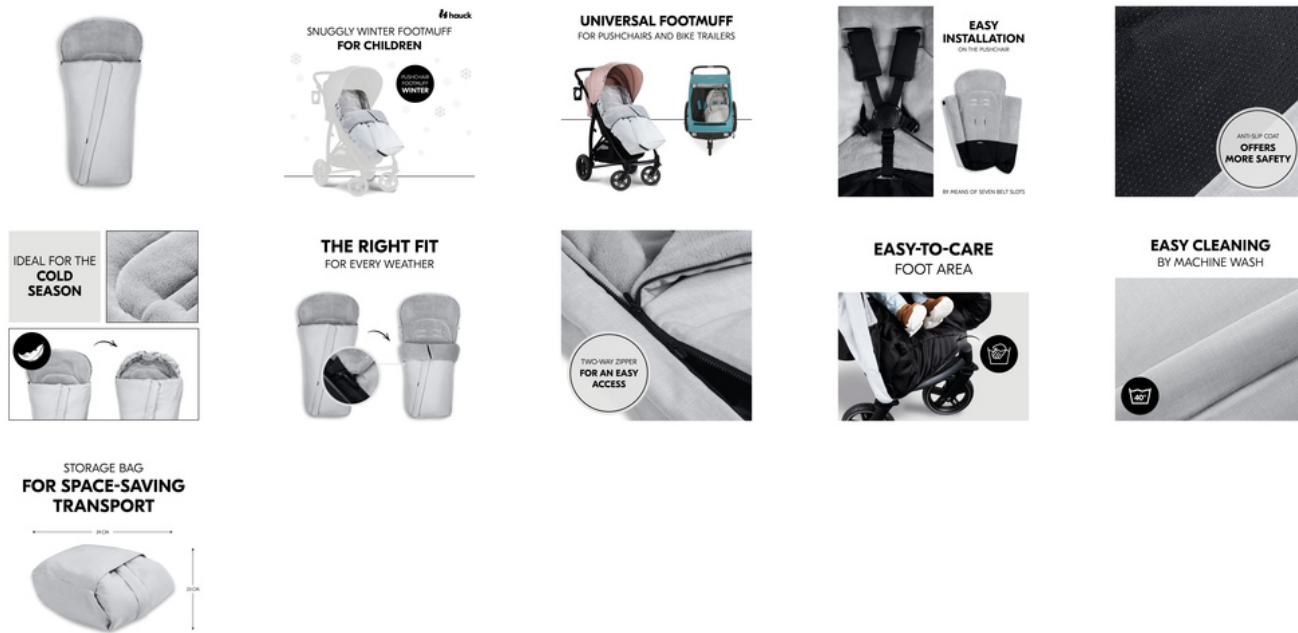 hauck
SNUGGLY WINTER FOOTMUFF
FOR CHILDREN
PUSHCHAIR
FOOTMUFF
WINTER
UNIVERSAL FOOTMUFF
FOR PUSHCHAIRS AND BIKE TRAILERS
EASY
INSTALLATION
ON THE PUSHCHAIR
BY MEANS OF SEVEN BELT SLOTS
ANTI-SLIP COAT
OFFERS
MORE SAFETY
IDEAL FOR THE
COLD
SEASON
THE RIGHT FIT
FOR EVERY WEATHER
TWO-WAY ZIPPER
FOR AN EASY
ACCESS
EASY-TO-CARE
FOOT AREA
EASY CLEANING
BY MACHINE WASH
40°
STORAGE BAG
FOR SPACE-SAVING
TRANSPORT